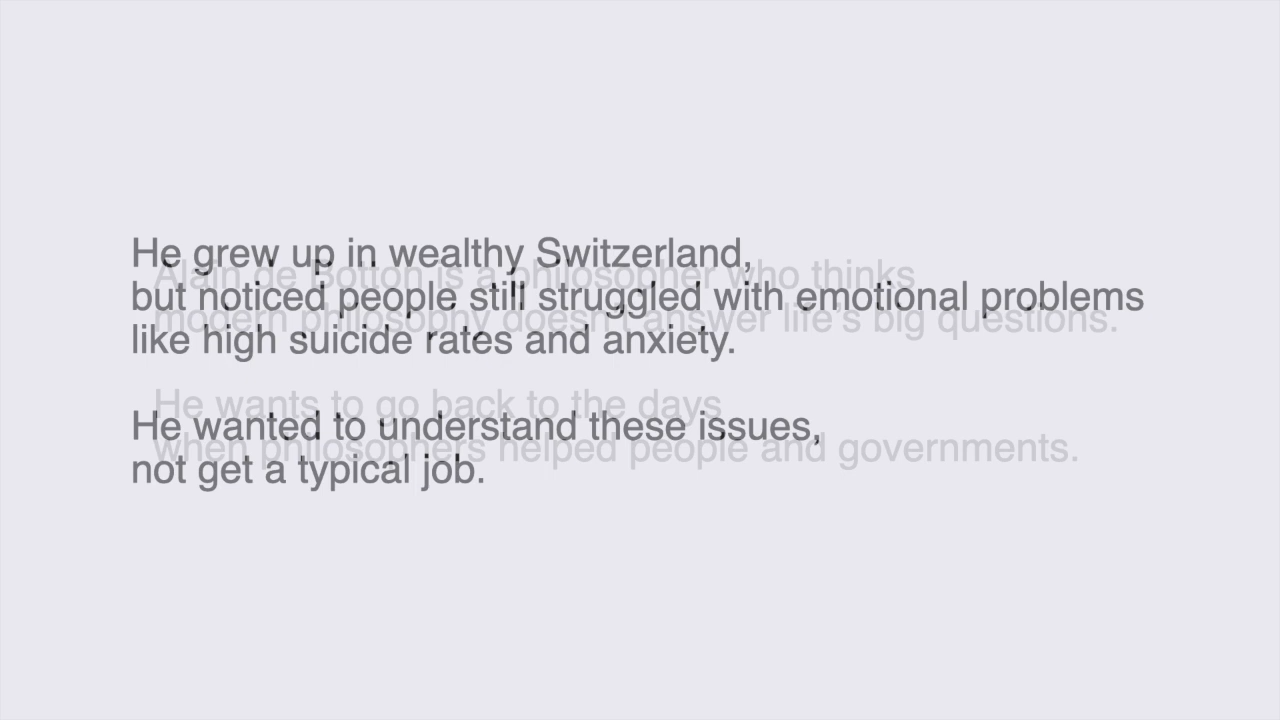 He grew up in wealthy Switzerland,
but noticed people still struggled with emotional problems
like high suicide rates and anxiety.
He wanted to understand these issues,
not get a typical job.
Alain de Botton is a philosopher who thinks
modern philosophy doesn't answer life's big questions.
He wants to go back to the days
when philosophers helped people and governments.